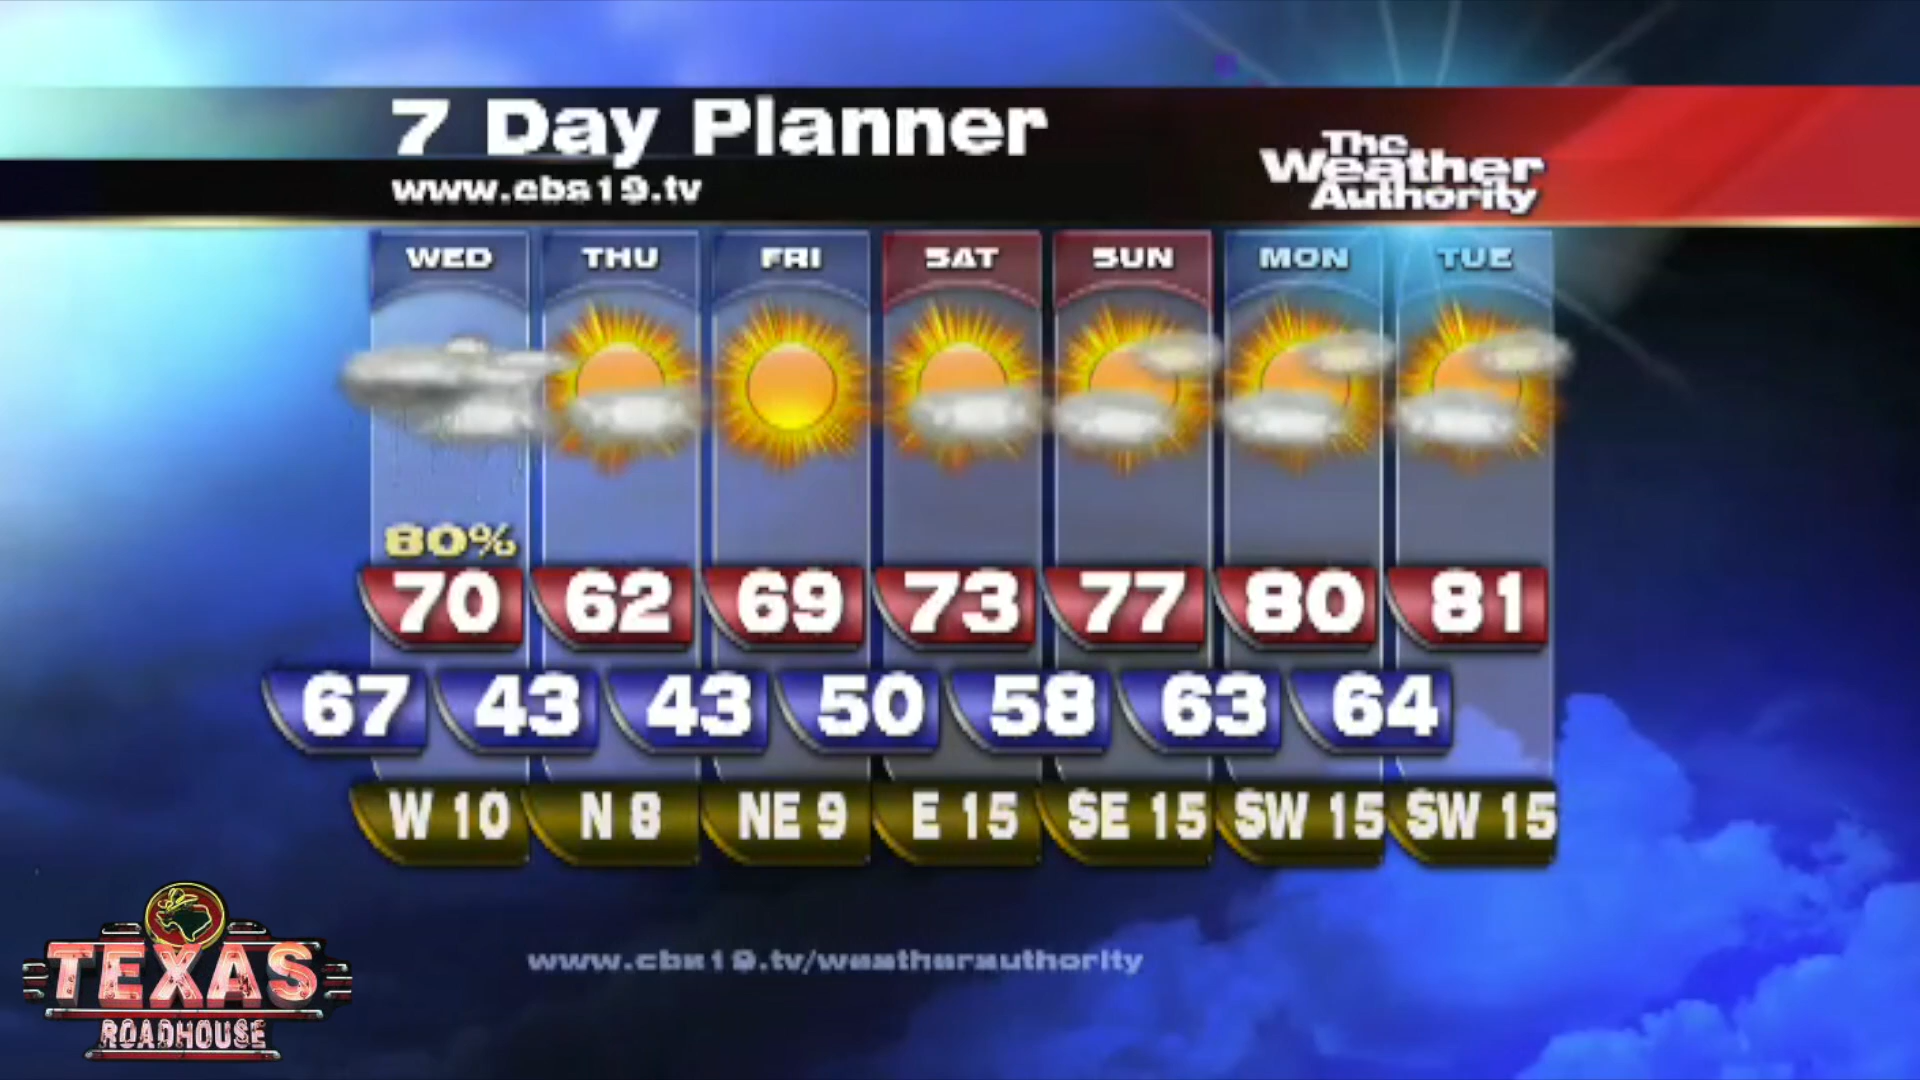 7 Day Planner
www.cbs19.tv
The
Weather
Authority
WED THU FRI SAT SUN MON TUE
80%
70 62 69 73 77 80 81
67 43 43 50 58 63 64
W 10 N 8 NE 9 E 15 SE 15 SW 15 SW 15
www.cbs19.tv/weatherauthority
TEXAS
ROADHOUSE